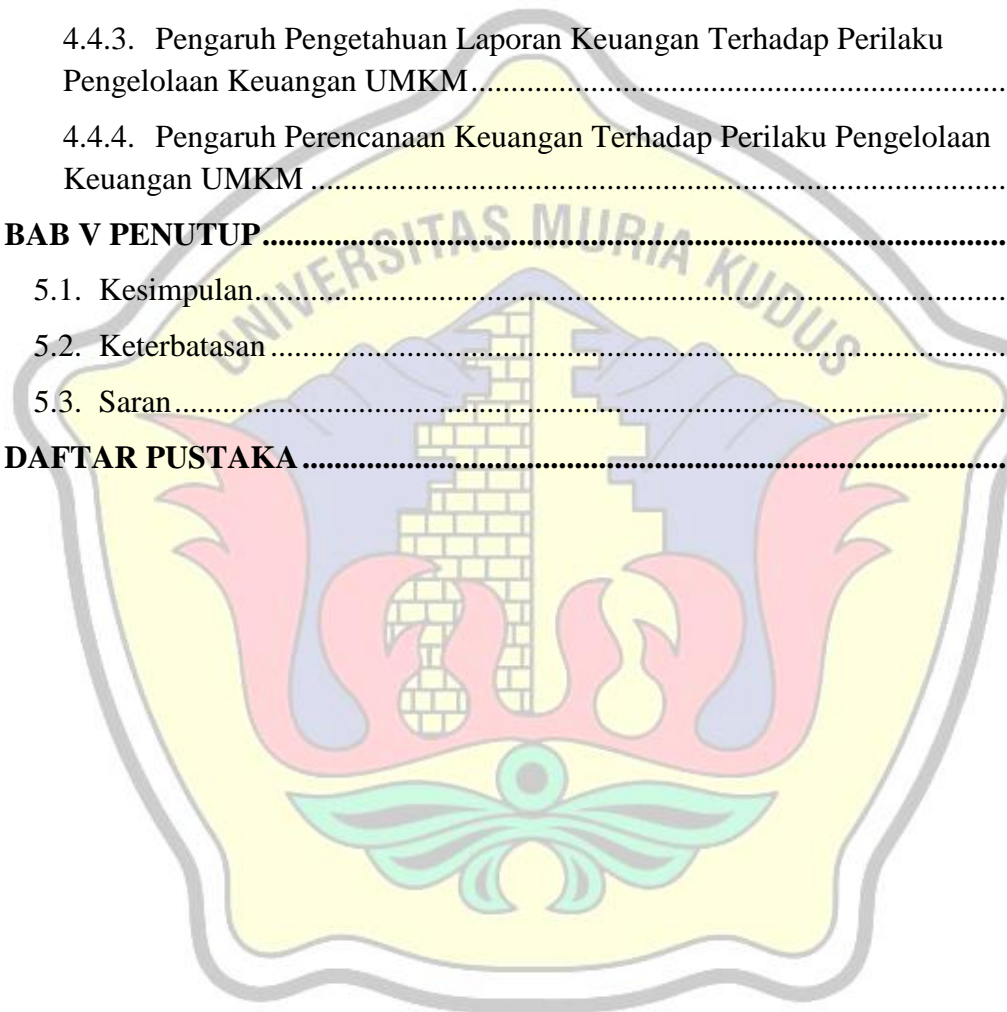 4.4.3. Pengaruh Pengetahuan Laporan Keuangan Terhadap Perilaku
Pengelolaan Keuangan UMKM..........................................................
4.4.4. Pengaruh Perencanaan Keuangan Terhadap Perilaku Pengelolaan
Keuangan UMKM ..........................................................................
BAB V PENUTUP................................................................................
5.1. Kesimpulan................................................................................
5.2. Keterbatasan ..............................................................................
5.3. Saran.........................................................................................
DAFTAR PUSTAKA ...........................................................................
UNIVERSITAS MURIA KUDUS